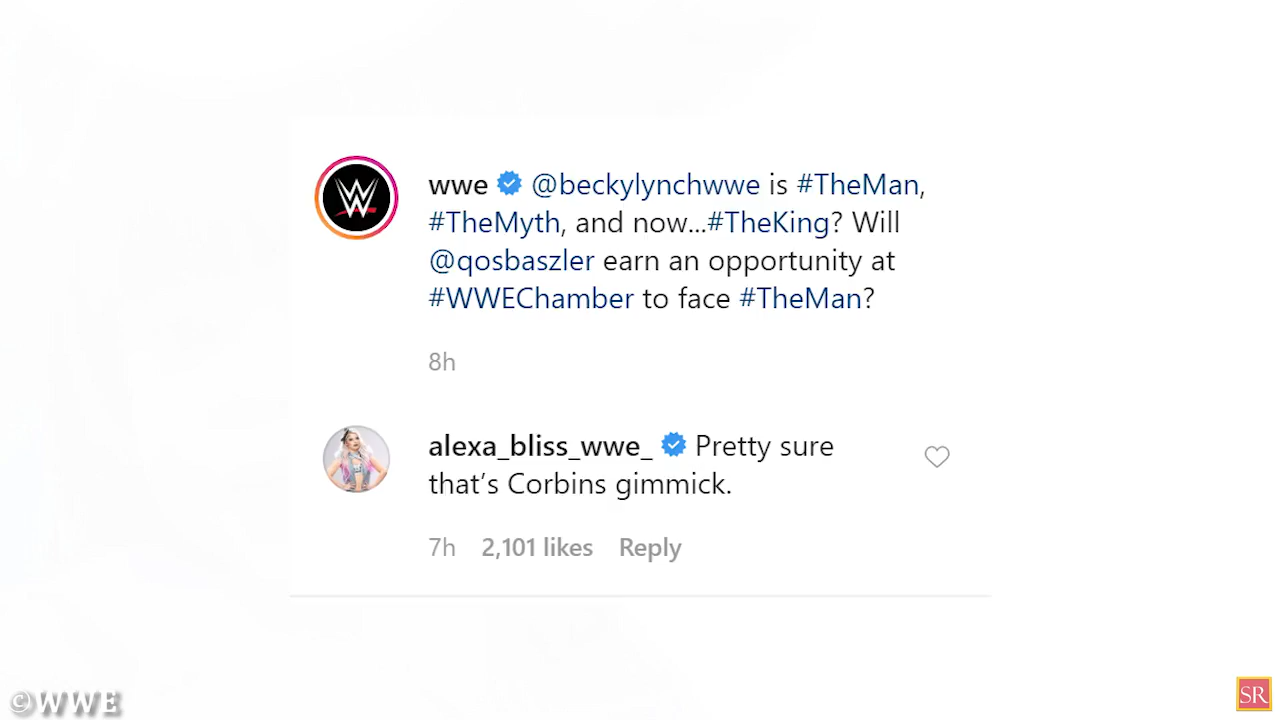 wwe @beckylynchwwe is #TheMan,
#TheMyth, and now...#TheKing? Will
@qosbaszler earn an opportunity at
#WWEChamber to face #TheMan?
8h
alexa_bliss_wwe_ Pretty sure
that’s Corbins gimmick.
7h 2,101 likes Reply
©WWE
SR